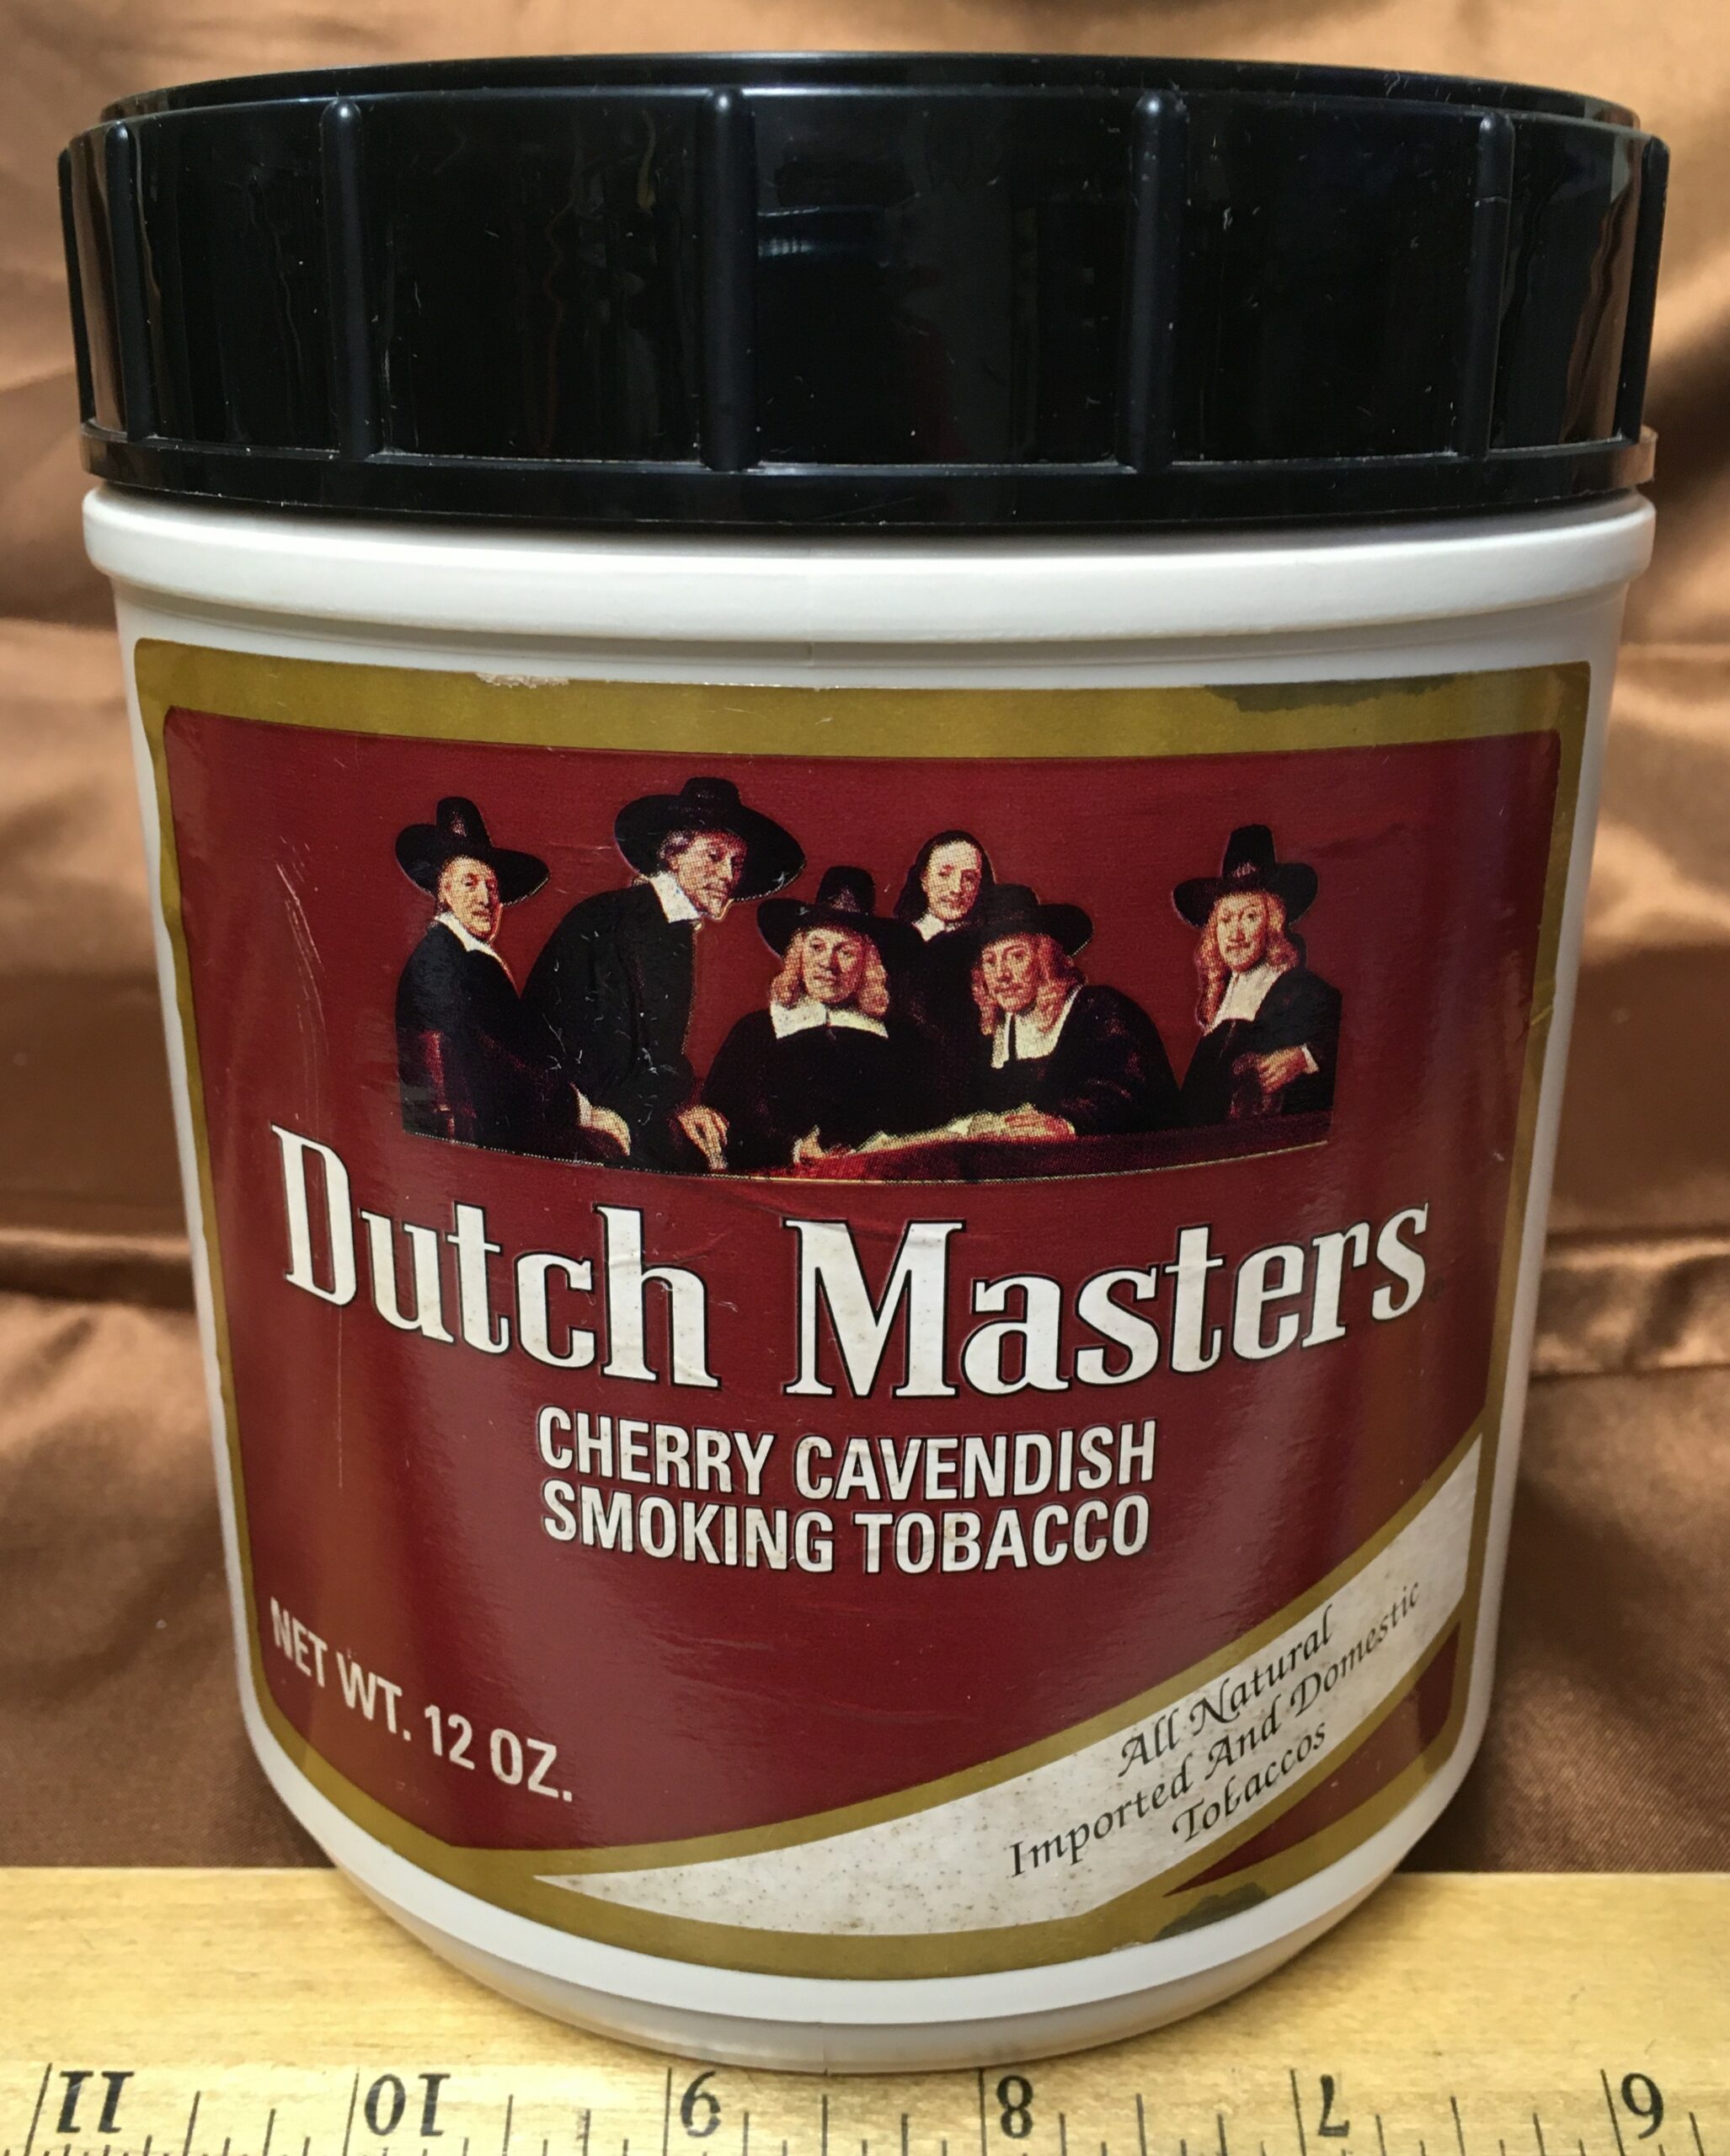 Dutch Masters
CHERRY CAVENDISH
SMOKING TOBACCO
NET WT. 12 OZ.
All Natural
Imported And Domestic
Tobaccos
11 10 9 8 7 6